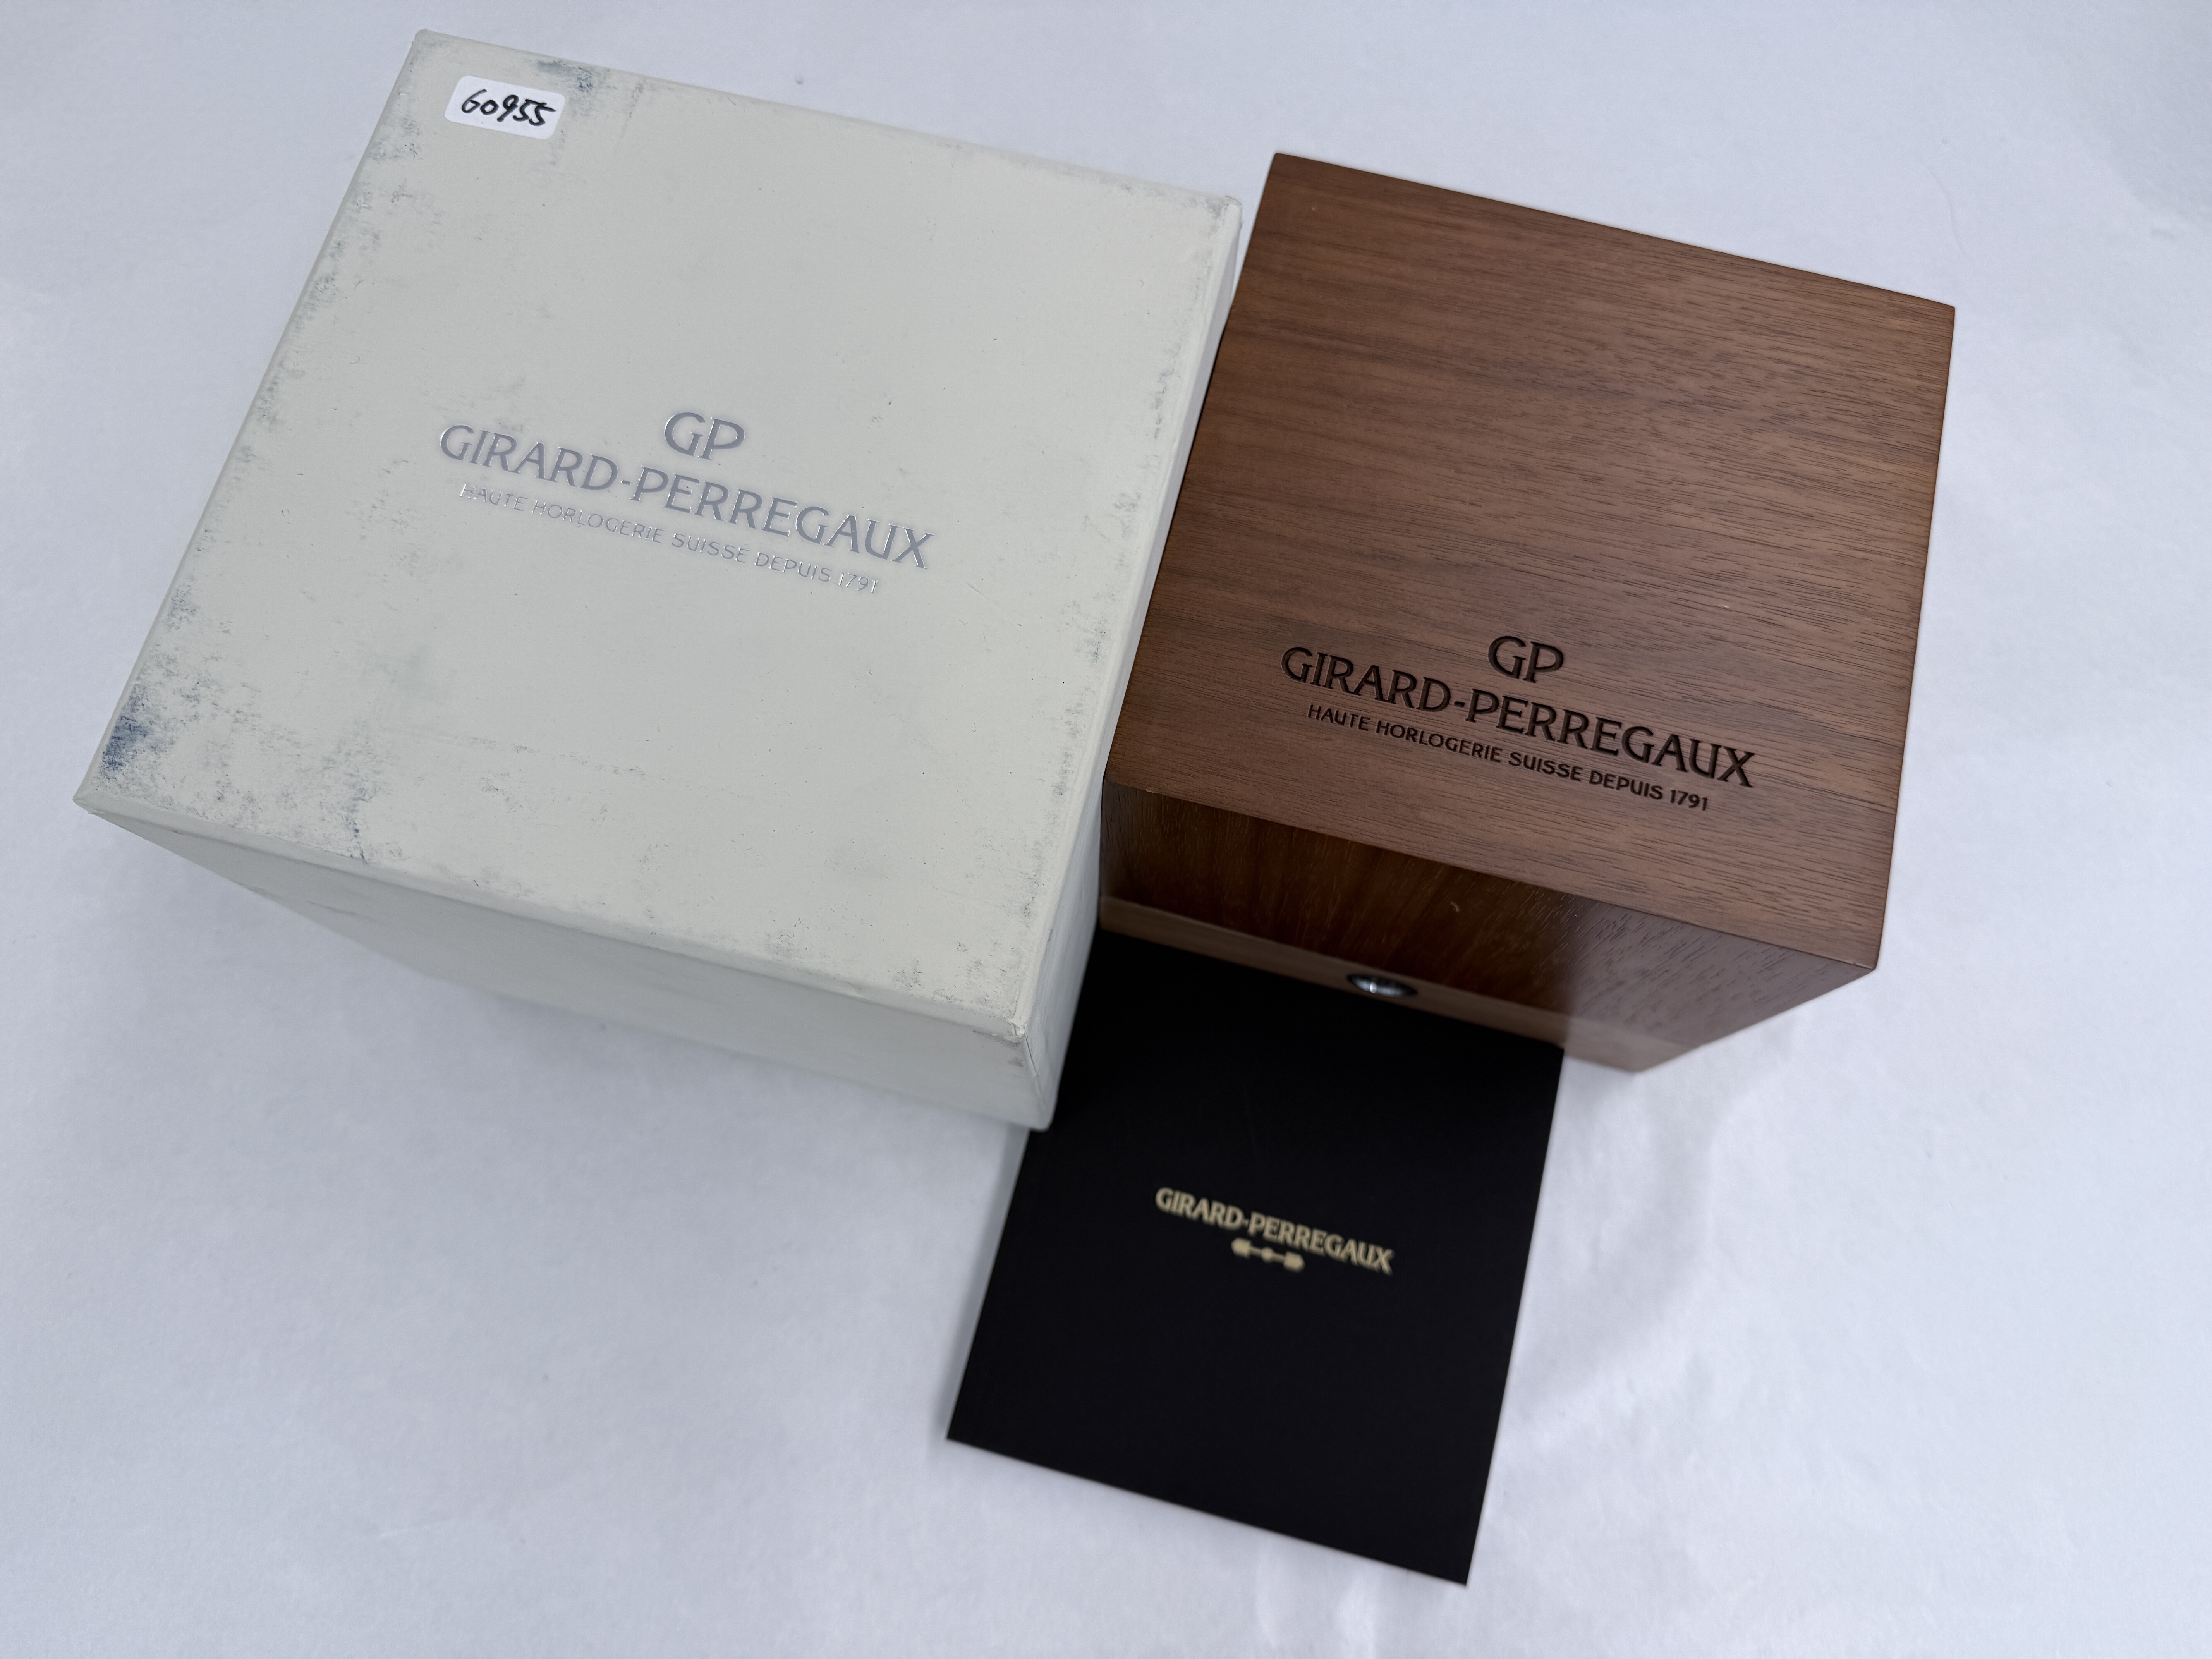 60955
GP
GIRARD-PERREGAUX
HAUTE HORLOGERIE SUISSE DEPUIS 1791
GP
GIRARD-PERREGAUX
HAUTE HORLOGERIE SUISSE DEPUIS 1791
GIRARD-PERREGAUX